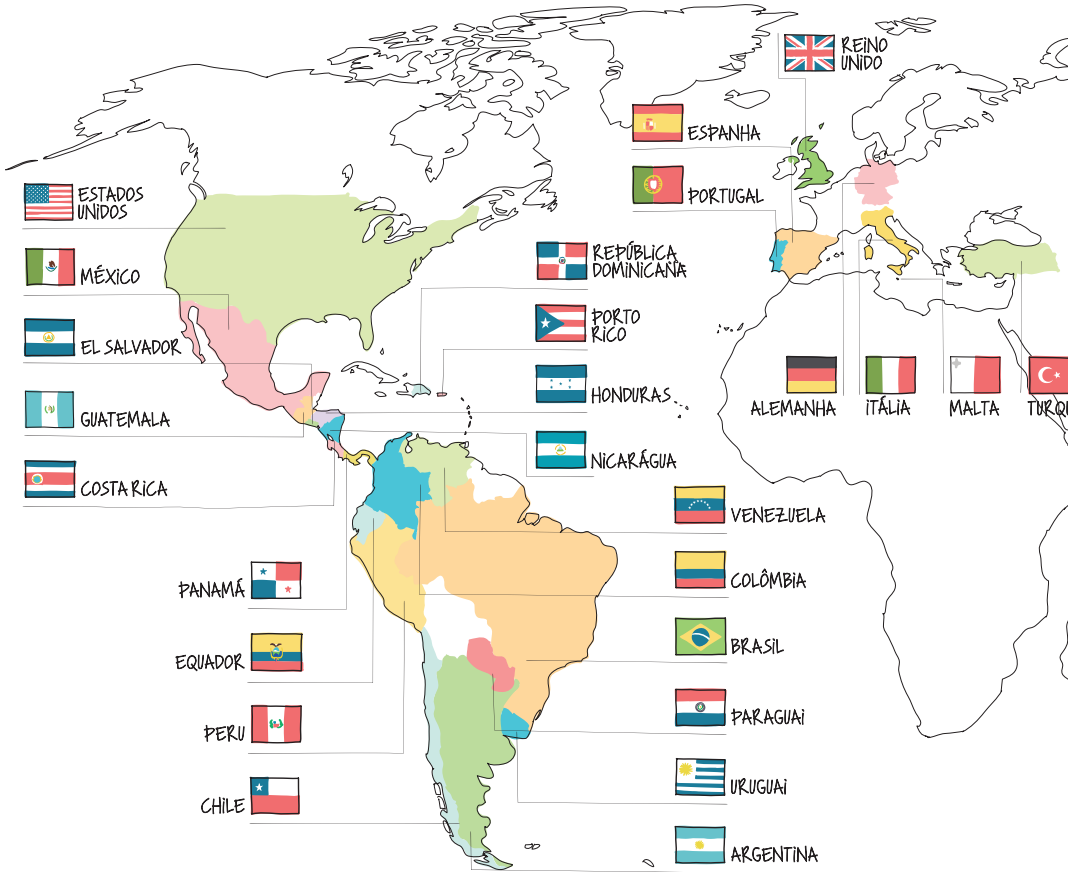 REINO
UNIDO
ESPANHA
PORTUGAL
ESTADOS
UNIDOS
MÉXICO
EL SALVADOR
GUATEMALA
COSTA RICA
REPÚBLICA
DOMINICANA
PORTO
RICO
HONDURAS
NICARÁGUA
ALEMANHA
ITÁLIA
MALTA
TURQU
PANAMÁ
EQUADOR
PERU
CHILE
VENEZUELA
COLÔMBIA
BRASIL
PARAGUAI
URUGUAI
ARGENTINA